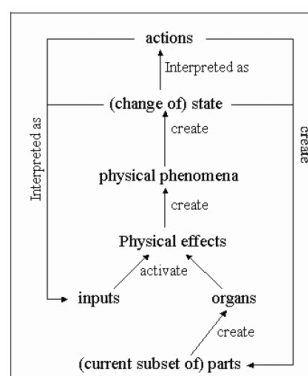 actions
Interpreted as
(change of) state
create
physical phenomena
create
Physical effects
activate
inputs
organs
create
(current subset of) parts
Interpreted as
create